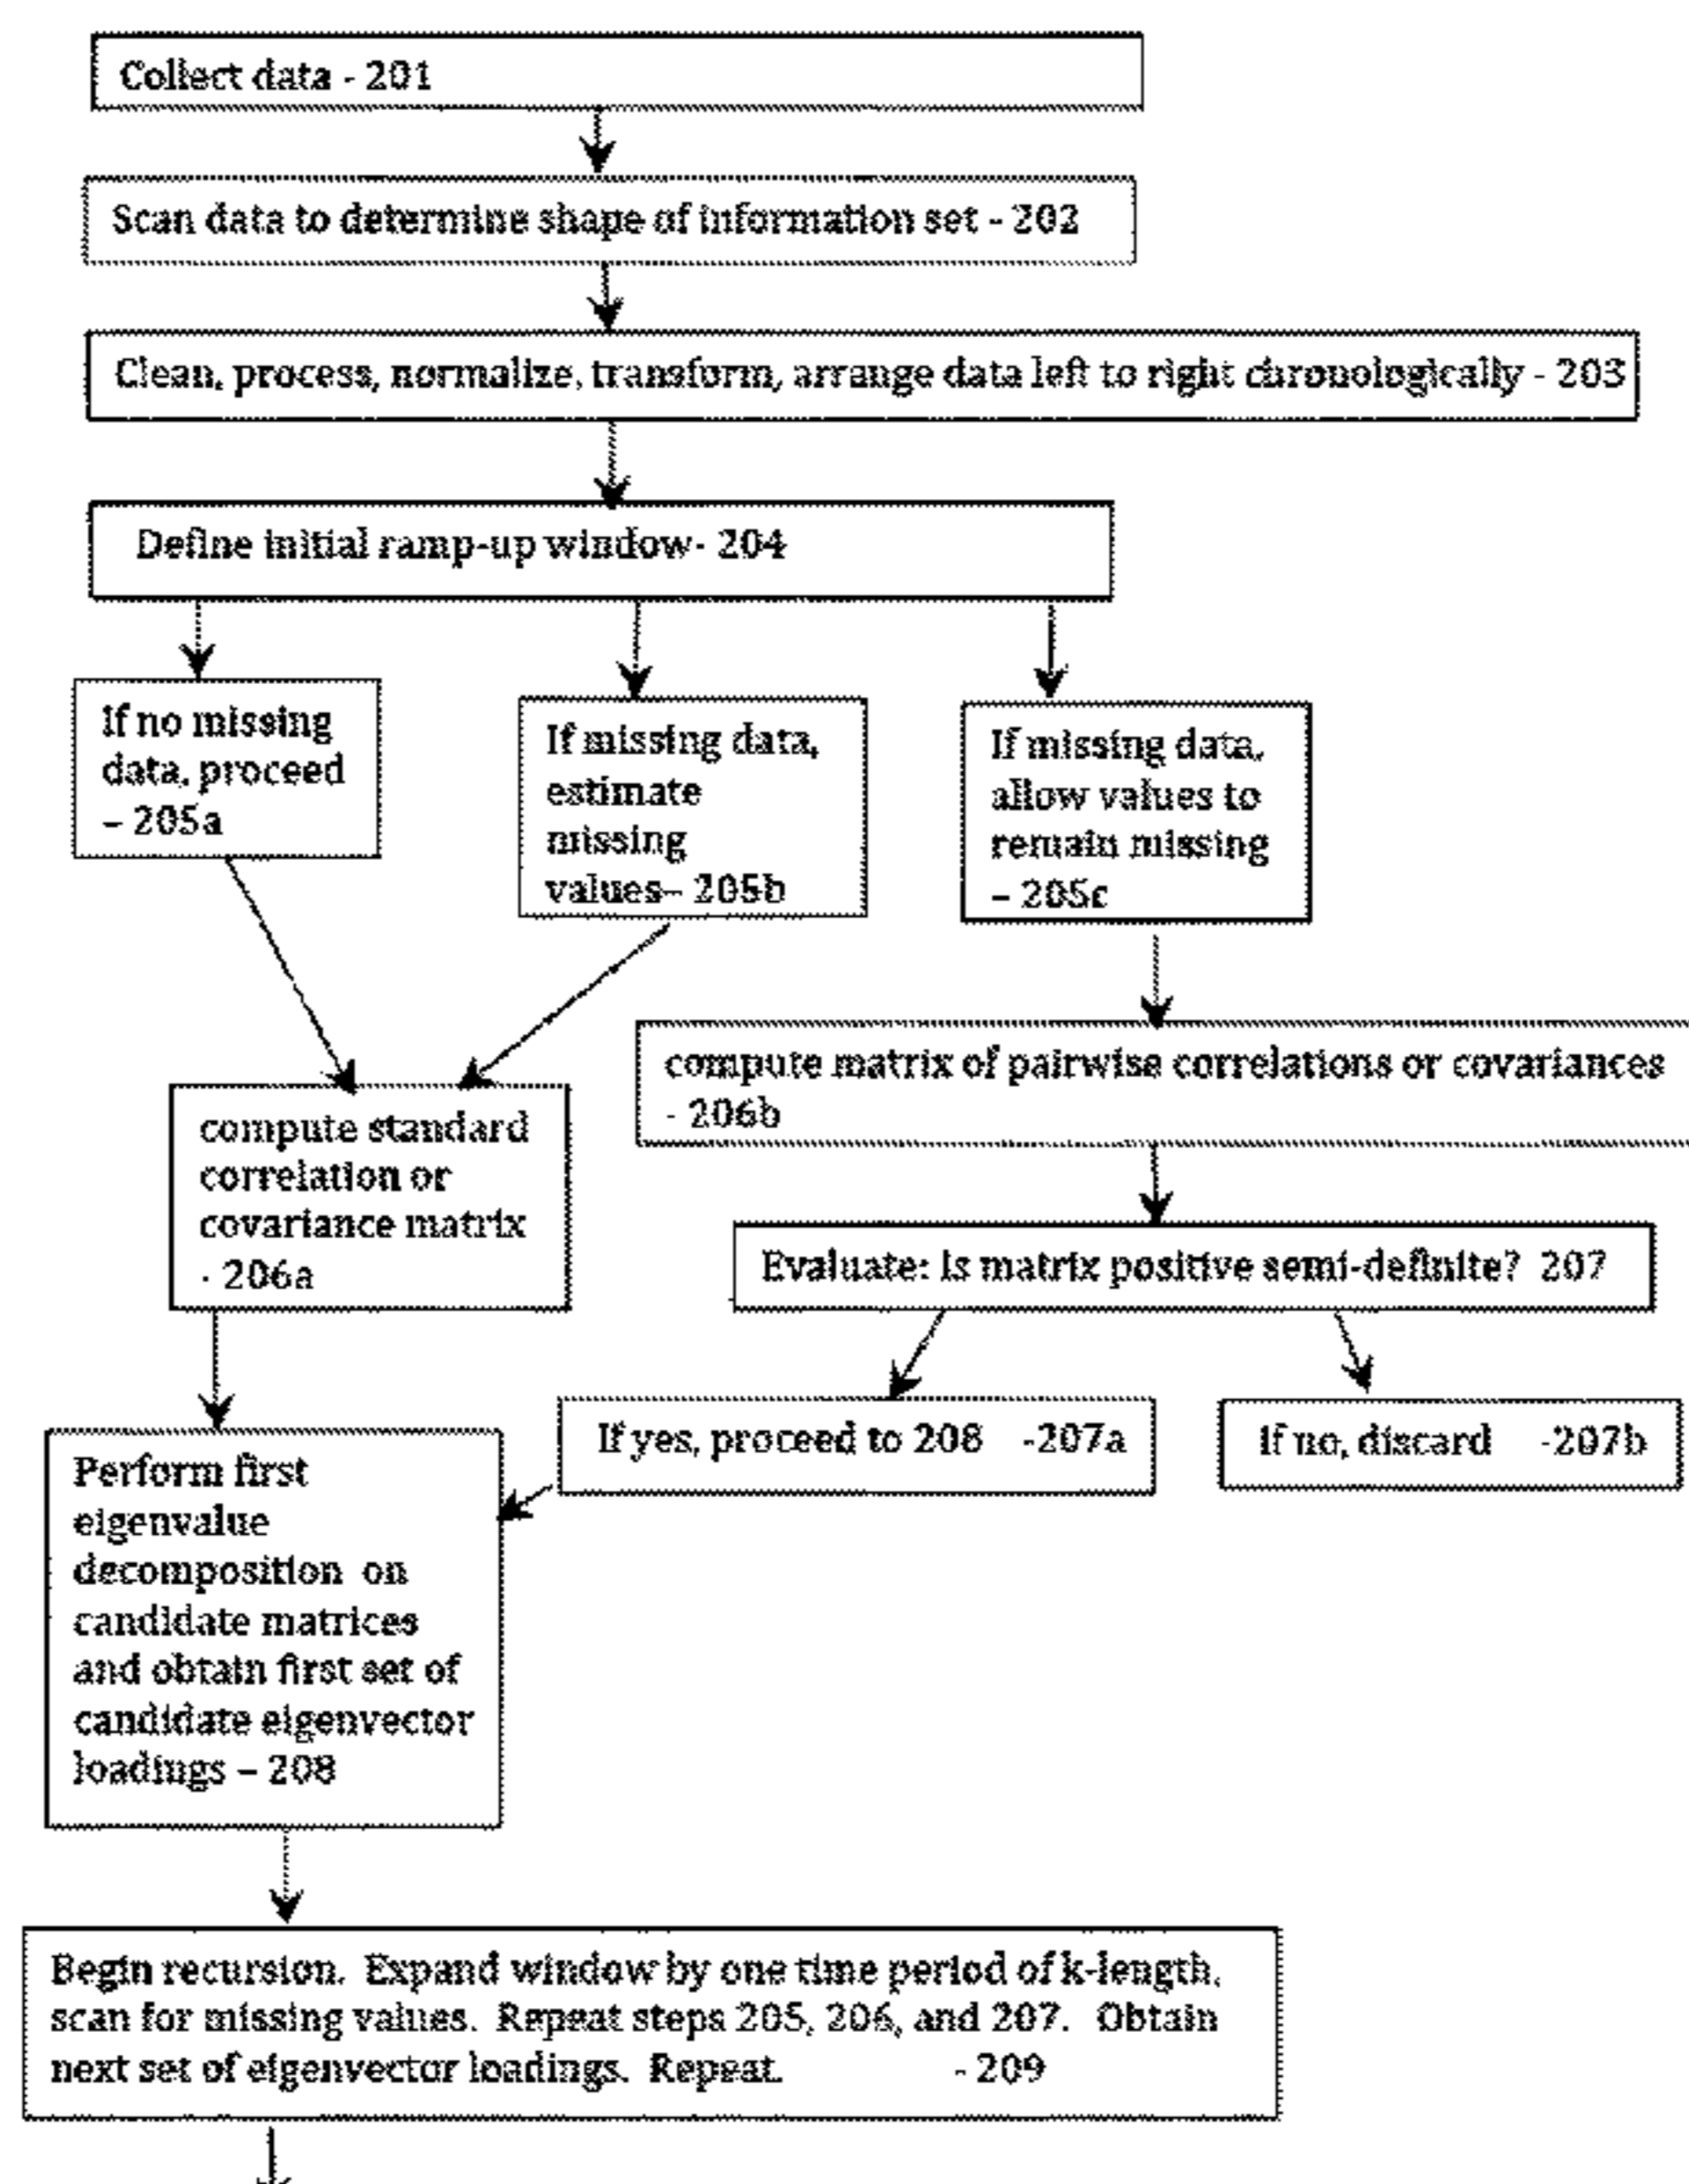 Collect data - 201
Scan data to determine shape of information set - 202
Clean, process, normalize, transform, arrange data left to right chronologically - 203
Define initial ramp-up window- 204
If no missing
data, proceed
– 205a
If missing data,
estimate
missing
values– 205b
If missing data,
allow values to
remain missing
– 205c
compute matrix of pairwise correlations or covariances
- 206b
compute standard
correlation or
covariance matrix
- 206a
Evaluate: Is matrix positive semi-definite? 207
If yes, proceed to 208 -207a
If no, discard -207b
Perform first
eigenvalue
decomposition on
candidate matrices
and obtain first set of
candidate eigenvector
loadings – 208
Begin recursion. Expand window by one time period of k-length,
scan for missing values. Repeat steps 205, 206, and 207. Obtain
next set of eigenvector loadings. Repeat. - 209